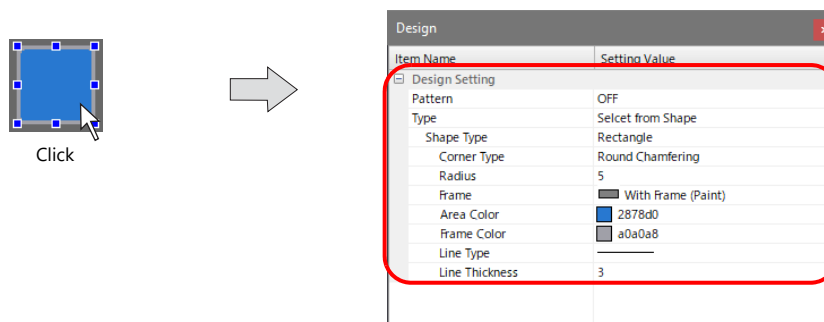 Click
Design
x
Item Name Setting Value
Design Setting
Pattern OFF
Type Selcet from Shape
Shape Type Rectangle
Corner Type Round Chamfering
Radius 5
Frame With Frame (Paint)
Area Color 2878d0
Frame Color a0a0a8
Line Type
Line Thickness 3